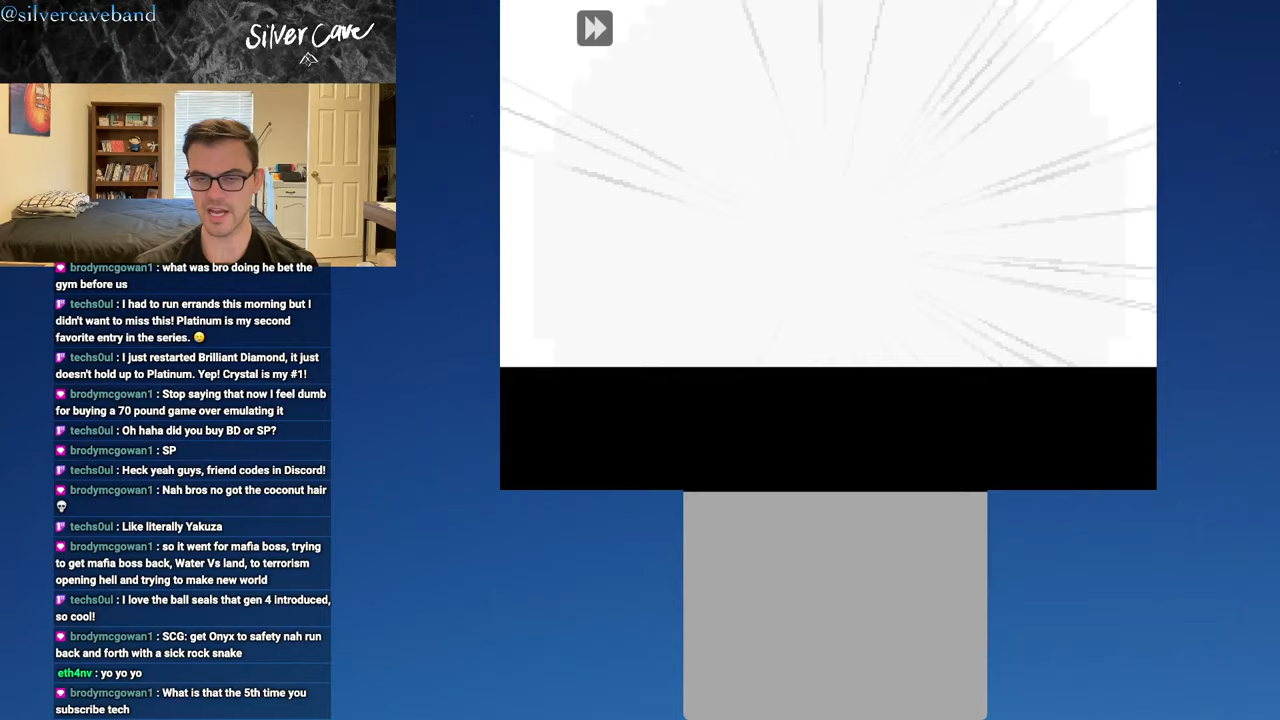 @silvercaveband
Silver Cave
brodymcgowan1 : what was bro doing he bet the
gym before us
techs0ul : I had to run errands this morning but I
didn't want to miss this! Platinum is my second
favorite entry in the series. 😢
techs0ul : I just restarted Brilliant Diamond, it just
doesn't hold up to Platinum. Yep! Crystal is my #1!
brodymcgowan1 : Stop saying that now I feel dumb
for buying a 70 pound game over emulating it
techs0ul : Oh haha did you buy BD or SP?
brodymcgowan1 : SP
techs0ul : Heck yeah guys, friend codes in Discord!
brodymcgowan1 : Nah bros no got the coconut hair
💀
techs0ul : Like literally Yakuza
brodymcgowan1 : so it went for mafia boss, trying
to get mafia boss back, Water Vs land, to terrorism
opening hell and trying to make new world
techs0ul : I love the ball seals that gen 4 introduced,
so cool!
brodymcgowan1 : SCG: get Onyx to safety nah run
back and forth with a sick rock snake
eth4nv : yo yo yo
brodymcgowan1 : What is that the 5th time you
subscribe tech